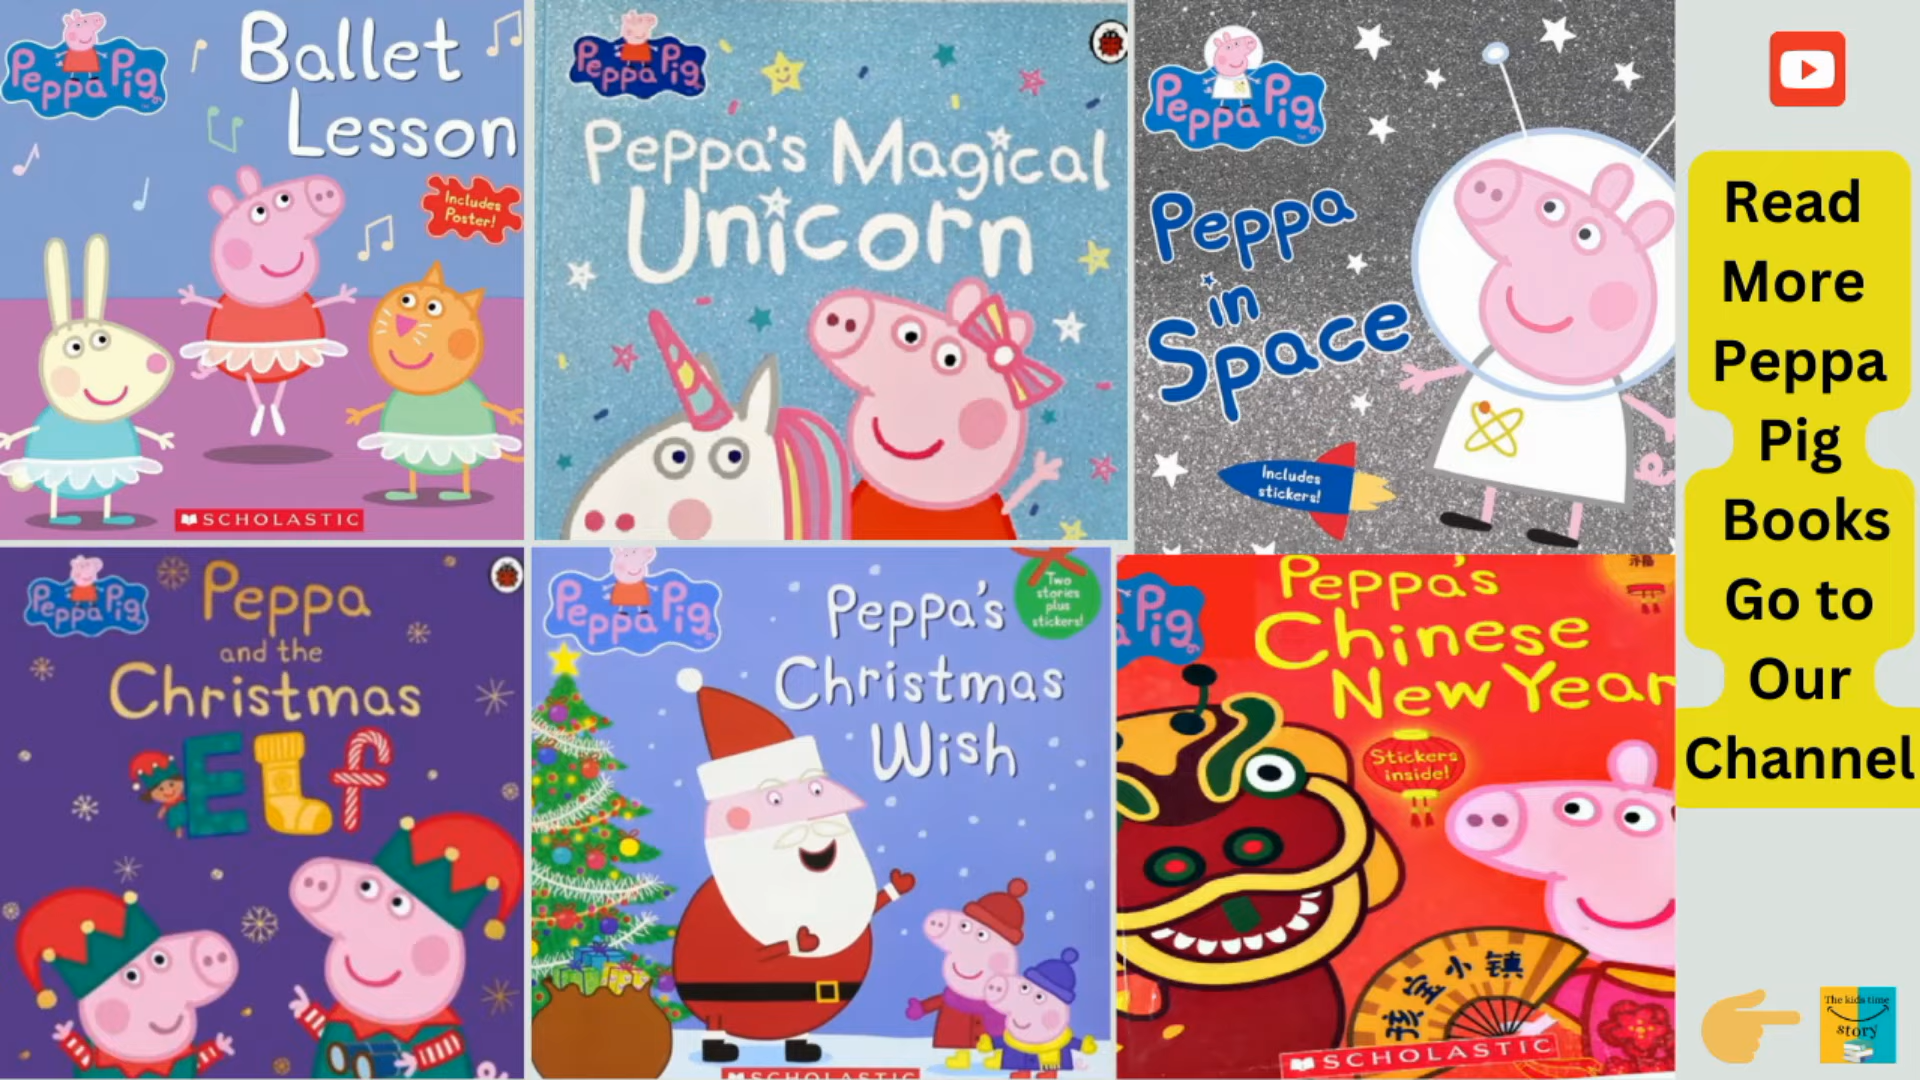 Peppa Pig
Ballet
Lesson
Includes
Poster!
SCHOLASTIC
Peppa Pig
Peppa's Magical
Unicorn
Peppa Pig
Peppa
in
Space
Includes
stickers!
Peppa Pig
Peppa
and the
Christmas
ELf
Peppa Pig
Two
stories
plus
stickers!
Peppa's
Christmas
Wish
SCHOLASTIC
Pig
Peppa's
Chinese
New Year
Stickers
inside!
小镇
SCHOLASTIC
Read
More
Peppa
Pig
Books
Go to
Our
Channel
The kids time
story